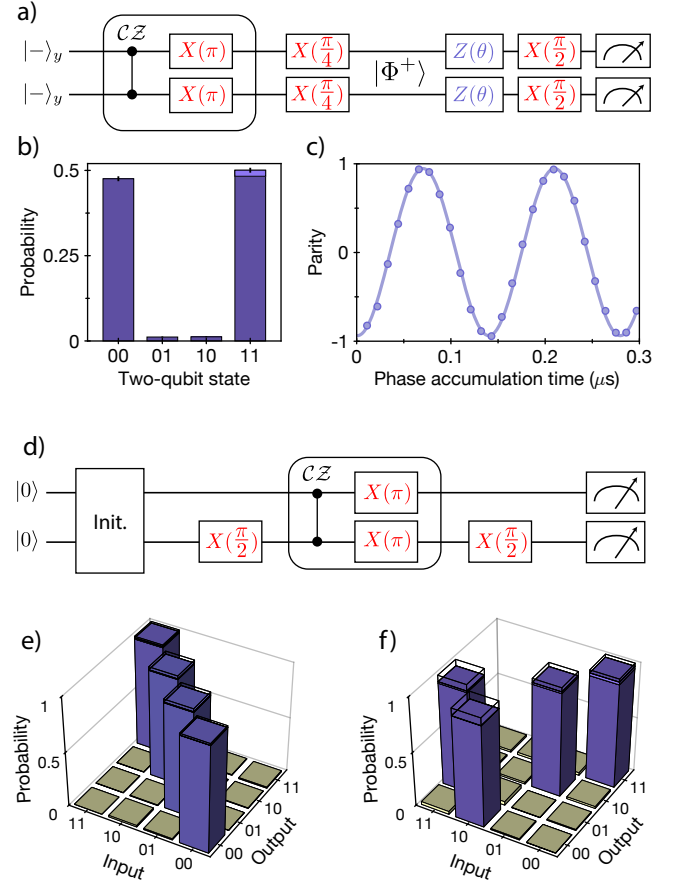 a)
|−⟩y 𝒞𝒵 X(π) X(π/4) |Φ⁺⟩ Z(θ) X(π/2)
|−⟩y X(π) X(π/4) Z(θ) X(π/2)
b)
Probability
0.5
0.25
0
00 01 10 11
Two-qubit state
c)
Parity
1
0
-1
0 0.1 0.2 0.3
Phase accumulation time (μs)
d)
|0⟩ Init. 𝒞𝒵 X(π)
|0⟩ X(π/2) X(π) X(π/2)
e)
Probability
1
0.5
0
11 10 01 00
Input
00 01 10 11
Output
f)
Probability
1
0.5
0
11 10 01 00
Input
00 01 10 11
Output